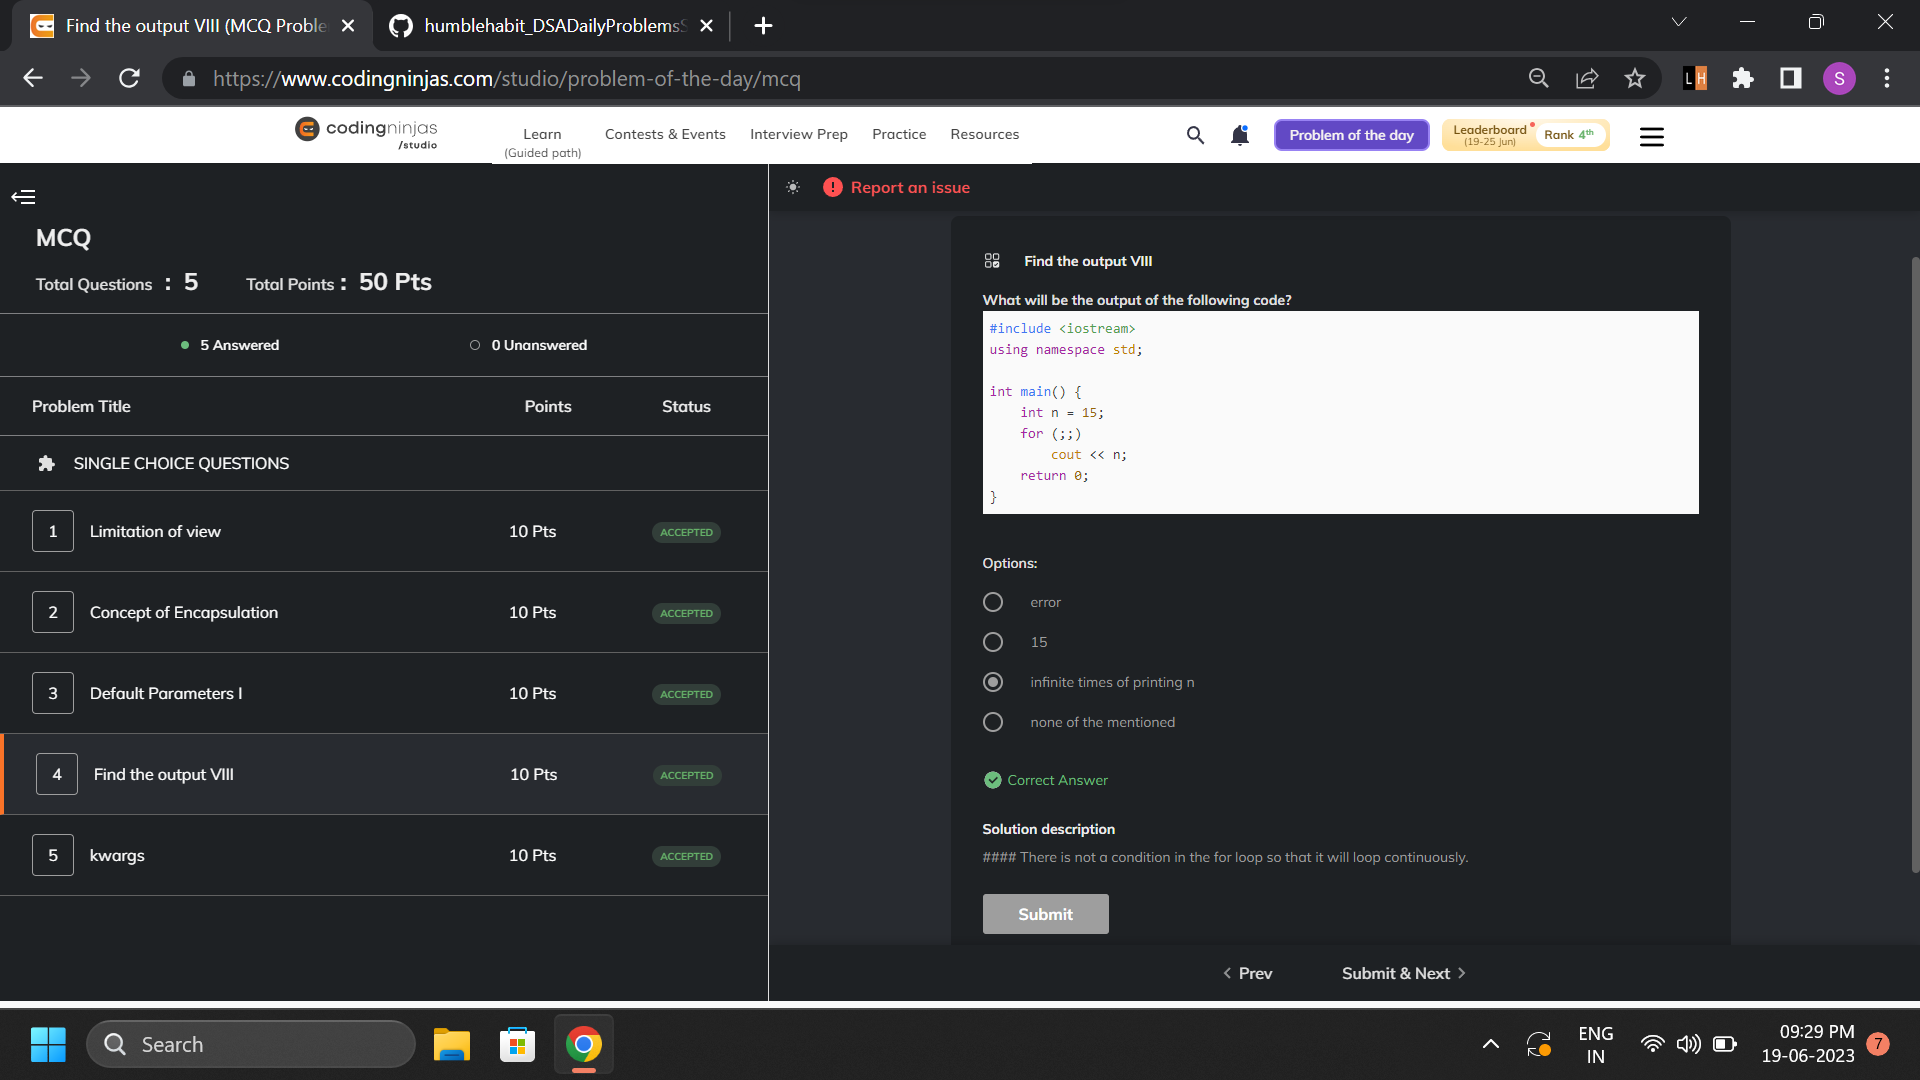 Find the output VIII (MCQ Proble
humblehabit_DSADailyProblemsS
https://www.codingninjas.com/studio/problem-of-the-day/mcq
LH
S
codingninjas
/studio
Learn
(Guided path)
Contests & Events
Interview Prep
Practice
Resources
Problem of the day
Leaderboard
(19-25 Jun)
Rank 4th
MCQ
Total Questions : 5
Total Points : 50 Pts
5 Answered
0 Unanswered
Problem Title
Points
Status
SINGLE CHOICE QUESTIONS
1 Limitation of view 10 Pts ACCEPTED
2 Concept of Encapsulation 10 Pts ACCEPTED
3 Default Parameters I 10 Pts ACCEPTED
4 Find the output VIII 10 Pts ACCEPTED
5 kwargs 10 Pts ACCEPTED
Report an issue
Find the output VIII
What will be the output of the following code?
#include <iostream>
using namespace std;
int main() {
int n = 15;
for (;;)
cout << n;
return 0;
}
Options:
error
15
infinite times of printing n
none of the mentioned
Correct Answer
Solution description
#### There is not a condition in the for loop so that it will loop continuously.
Submit
< Prev
Submit & Next >
Search
ENG
IN
09:29 PM
19-06-2023
7